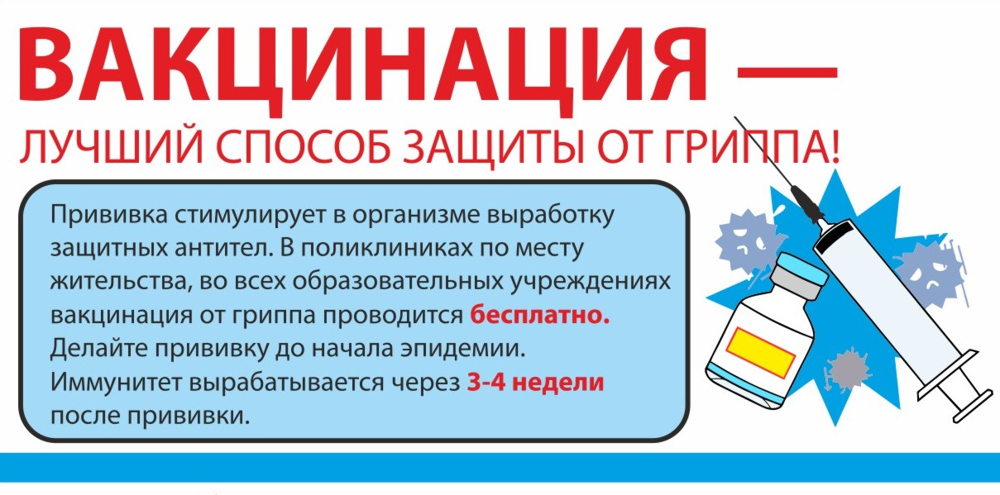 ВАКЦИНАЦИЯ —
ЛУЧШИЙ СПОСОБ ЗАЩИТЫ ОТ ГРИППА!
Прививка стимулирует в организме выработку
защитных антител. В поликлиниках по месту
жительства, во всех образовательных учреждениях
вакцинация от гриппа проводится бесплатно.
Делайте прививку до начала эпидемии.
Иммунитет вырабатывается через 3-4 недели
после прививки.